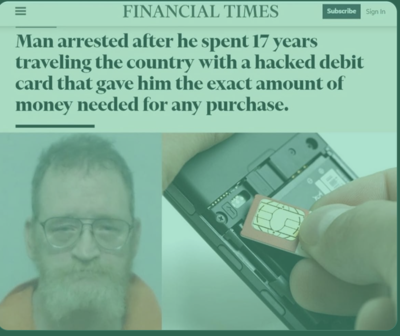 FINANCIAL TIMES
Subscribe
Sign In
Man arrested after he spent 17 years
traveling the country with a hacked debit
card that gave him the exact amount of
money needed for any purchase.